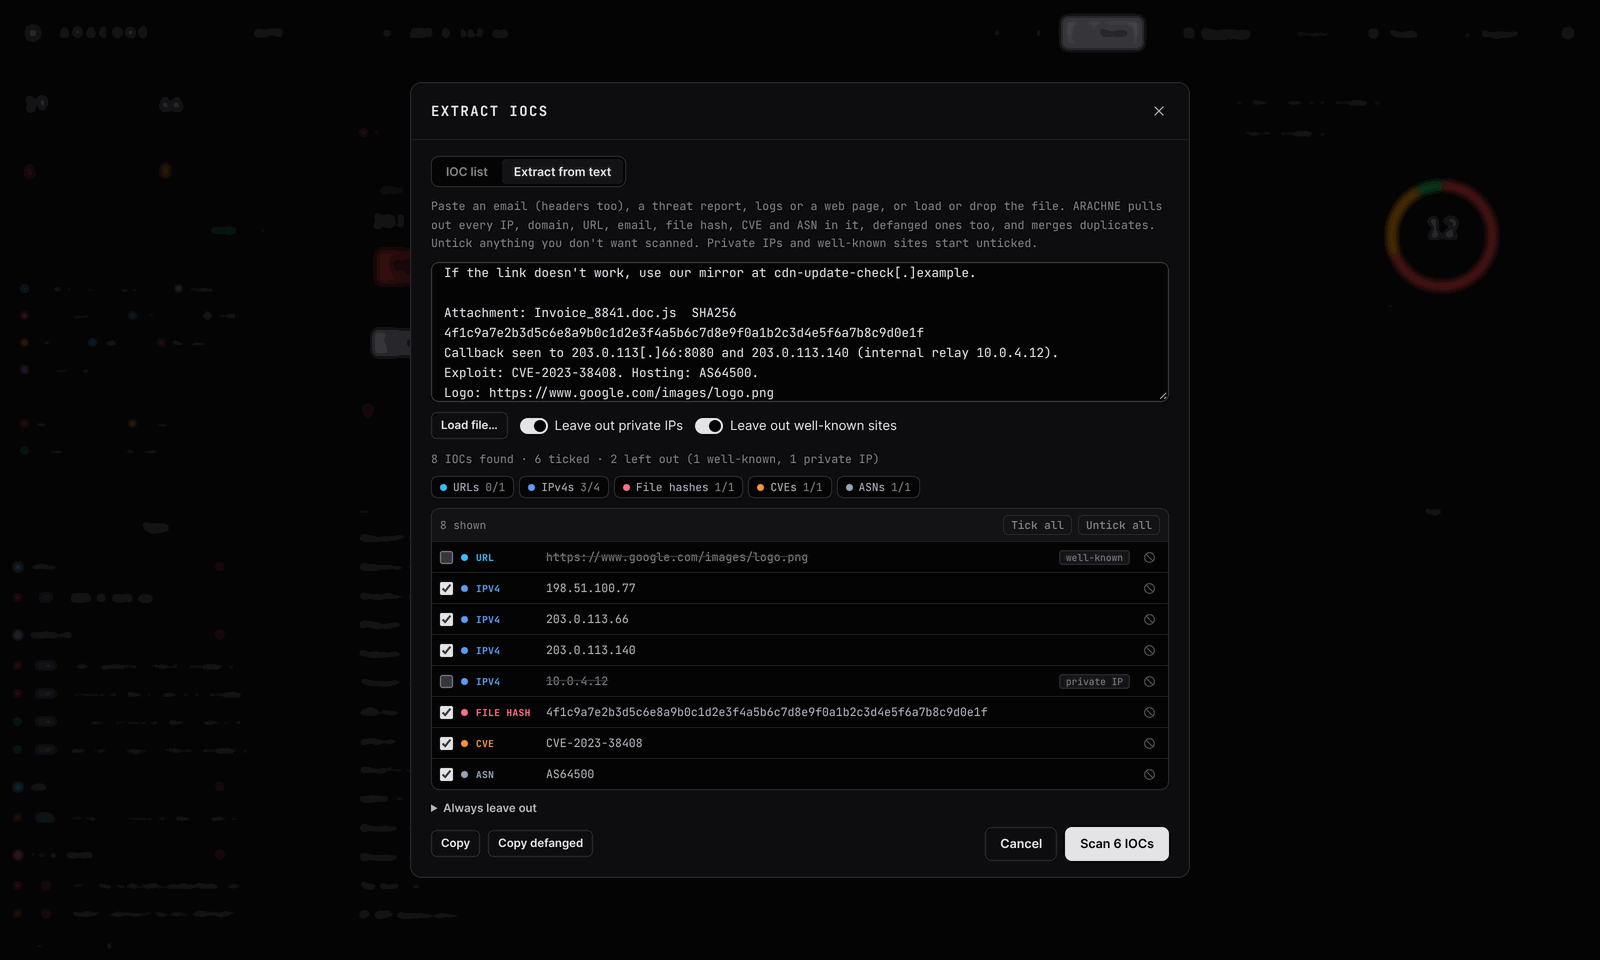 EXTRACT IOCS
IOC list
Extract from text
Paste an email (headers too), a threat report, logs or a web page, or load or drop the file. ARACHNE pulls
out every IP, domain, URL, email, file hash, CVE and ASN in it, defanged ones too, and merges duplicates.
Untick anything you don't want scanned. Private IPs and well-known sites start unticked.
If the link doesn't work, use our mirror at cdn-update-check[.]example.
Attachment: Invoice_8841.doc.js  SHA256
4f1c9a7e2b3d5c6e8a9b0c1d2e3f4a5b6c7d8e9f0a1b2c3d4e5f6a7b8c9d0e1f
Callback seen to 203.0.113[.]66:8080 and 203.0.113.140 (internal relay 10.0.4.12).
Exploit: CVE-2023-38408. Hosting: AS64500.
Logo: https://www.google.com/images/logo.png
Load file...
Leave out private IPs
Leave out well-known sites
8 IOCs found · 6 ticked · 2 left out (1 well-known, 1 private IP)
URLs 0/1
IPv4s 3/4
File hashes 1/1
CVEs 1/1
ASNs 1/1
8 shown
Tick all
Untick all
URL https://www.google.com/images/logo.png well-known
IPV4 198.51.100.77
IPV4 203.0.113.66
IPV4 203.0.113.140
IPV4 10.0.4.12 private IP
FILE HASH 4f1c9a7e2b3d5c6e8a9b0c1d2e3f4a5b6c7d8e9f0a1b2c3d4e5f6a7b8c9d0e1f
CVE CVE-2023-38408
ASN AS64500
Always leave out
Copy
Copy defanged
Cancel
Scan 6 IOCs
12